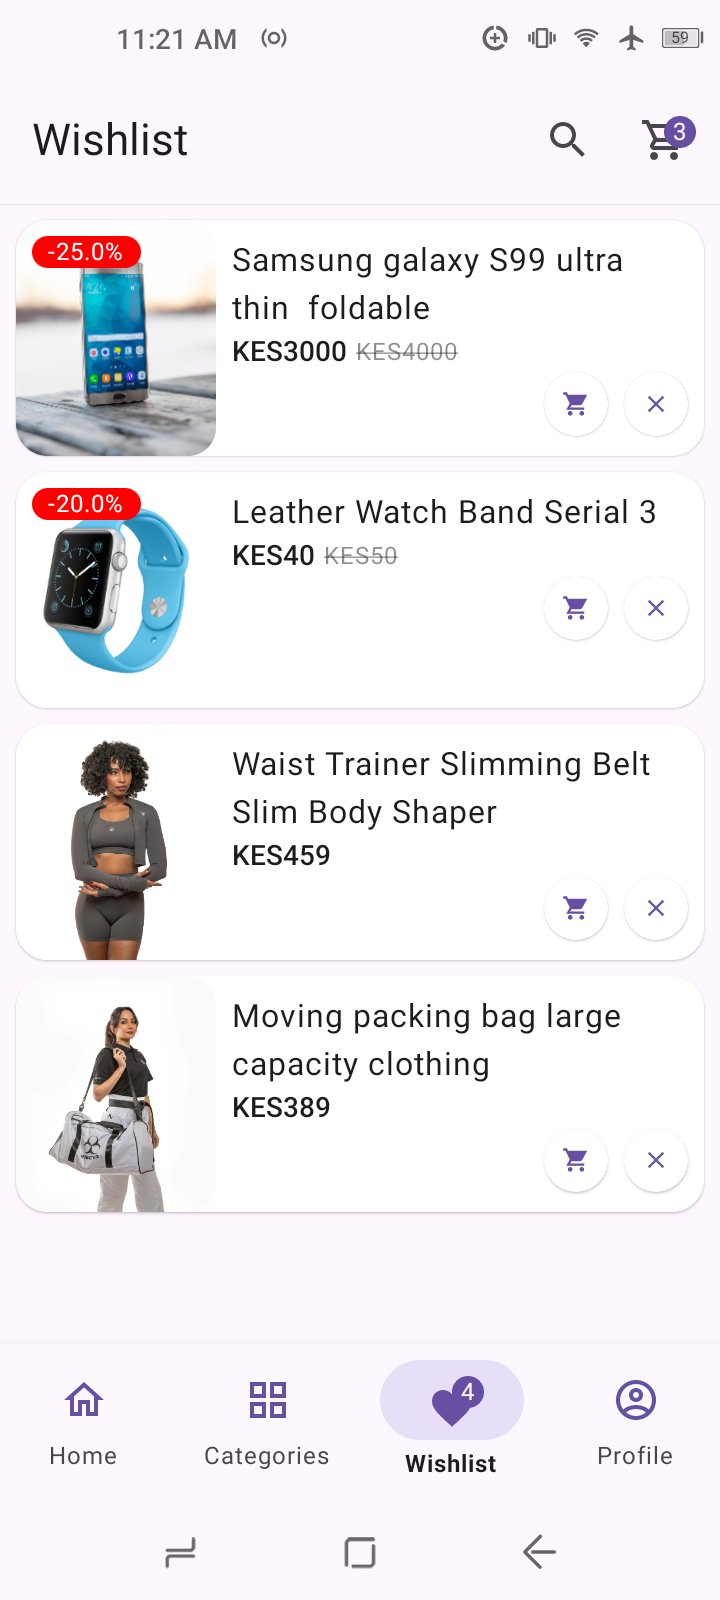 11:21 AM
59
Wishlist
3
-25.0%
Samsung galaxy S99 ultra
thin  foldable
KES3000 KES4000
-20.0%
Leather Watch Band Serial 3
KES40 KES50
Waist Trainer Slimming Belt
Slim Body Shaper
KES459
Moving packing bag large
capacity clothing
KES389
4
Home
Categories
Wishlist
Profile